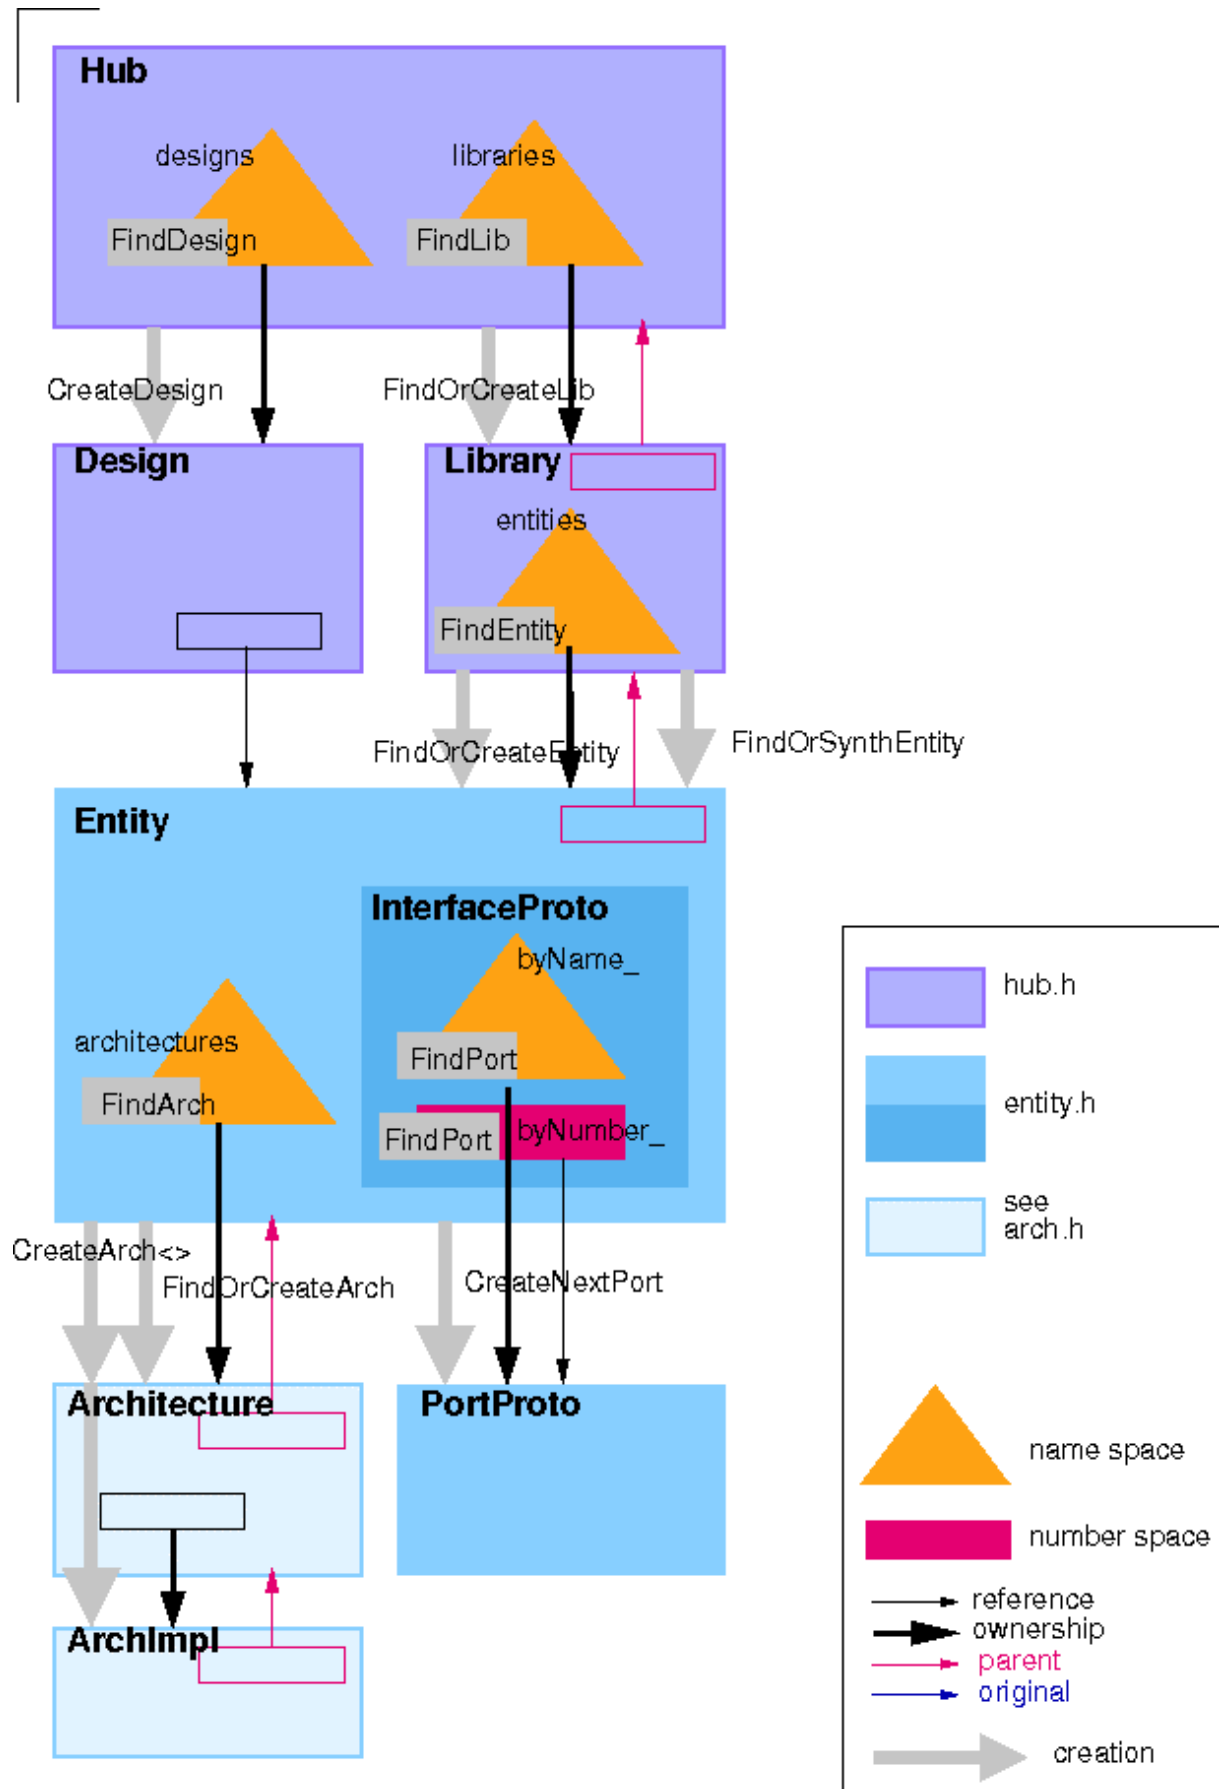 Hub
designs
libraries
FindDesign
FindLib
CreateDesign
FindOrCreateLib
Design
Library
entities
FindEntity
FindOrCreateEntity
FindOrSynthEntity
Entity
InterfaceProto
byName_
architectures
FindPort
FindArch
FindPort
byNumber_
CreateArch<>
FindOrCreateArch
CreateNextPort
Architecture
PortProto
ArchImpl
hub.h
entity.h
see
arch.h
name space
number space
reference
ownership
parent
original
creation